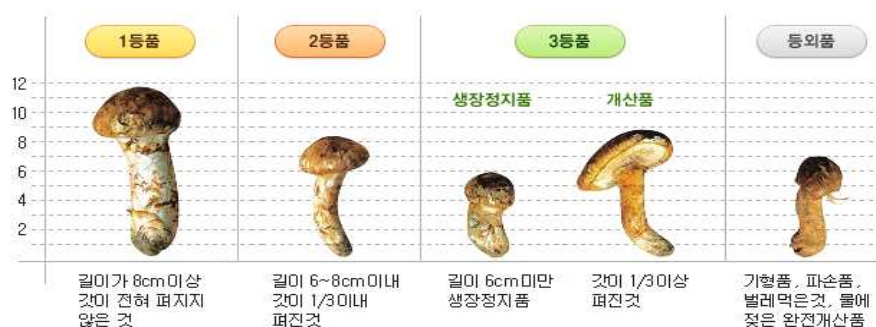 1등품
2등품
3등품
등외품
생장정지품
개산품
12
10
8
6
4
2
길이가 8cm이상
갓이 전혀 퍼지지
않은 것
길이 6~8cm이내
갓이 1/3이내
펴진것
길이 6cm미만
생장정지품
갓이 1/3이상
펴진것
기형품, 파손품,
벌레먹은것, 물에
젖은 완전개산품